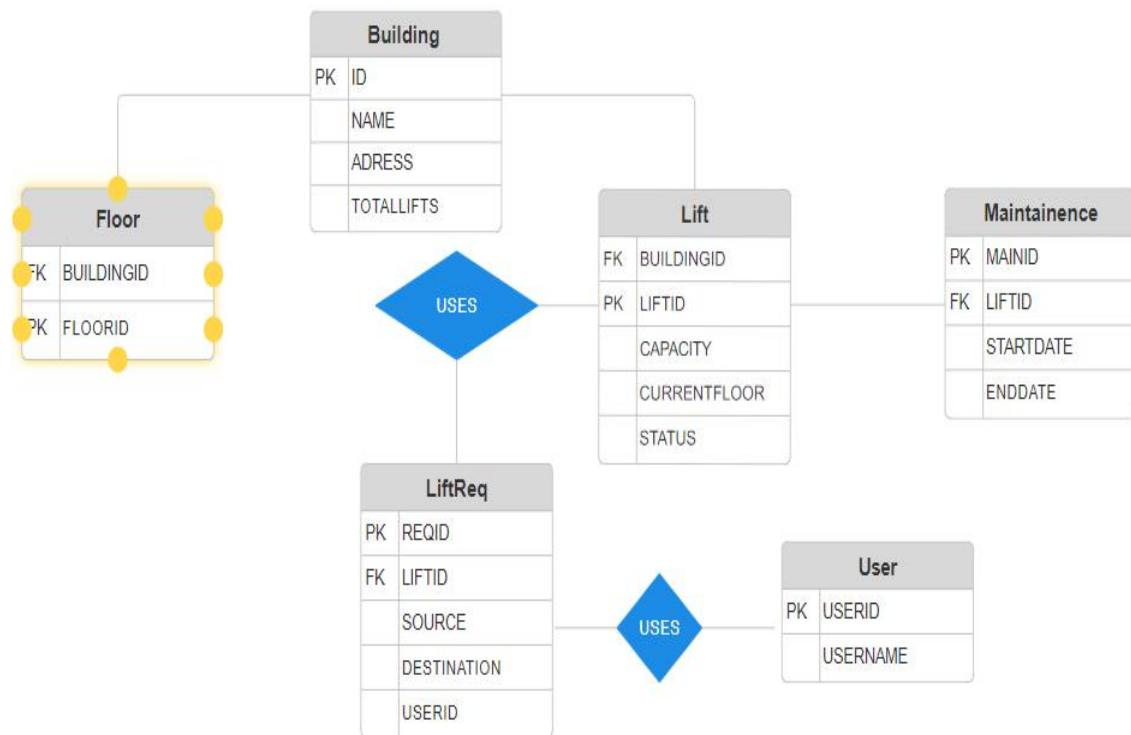 Building
PK ID
NAME
ADRESS
TOTALLIFTS
Floor
FK BUILDINGID
PK FLOORID
Lift
FK BUILDINGID
PK LIFTID
CAPACITY
CURRENTFLOOR
STATUS
Maintainence
PK MAINID
FK LIFTID
STARTDATE
ENDDATE
USES
LiftReq
PK REQID
FK LIFTID
SOURCE
DESTINATION
USERID
USES
User
PK USERID
USERNAME